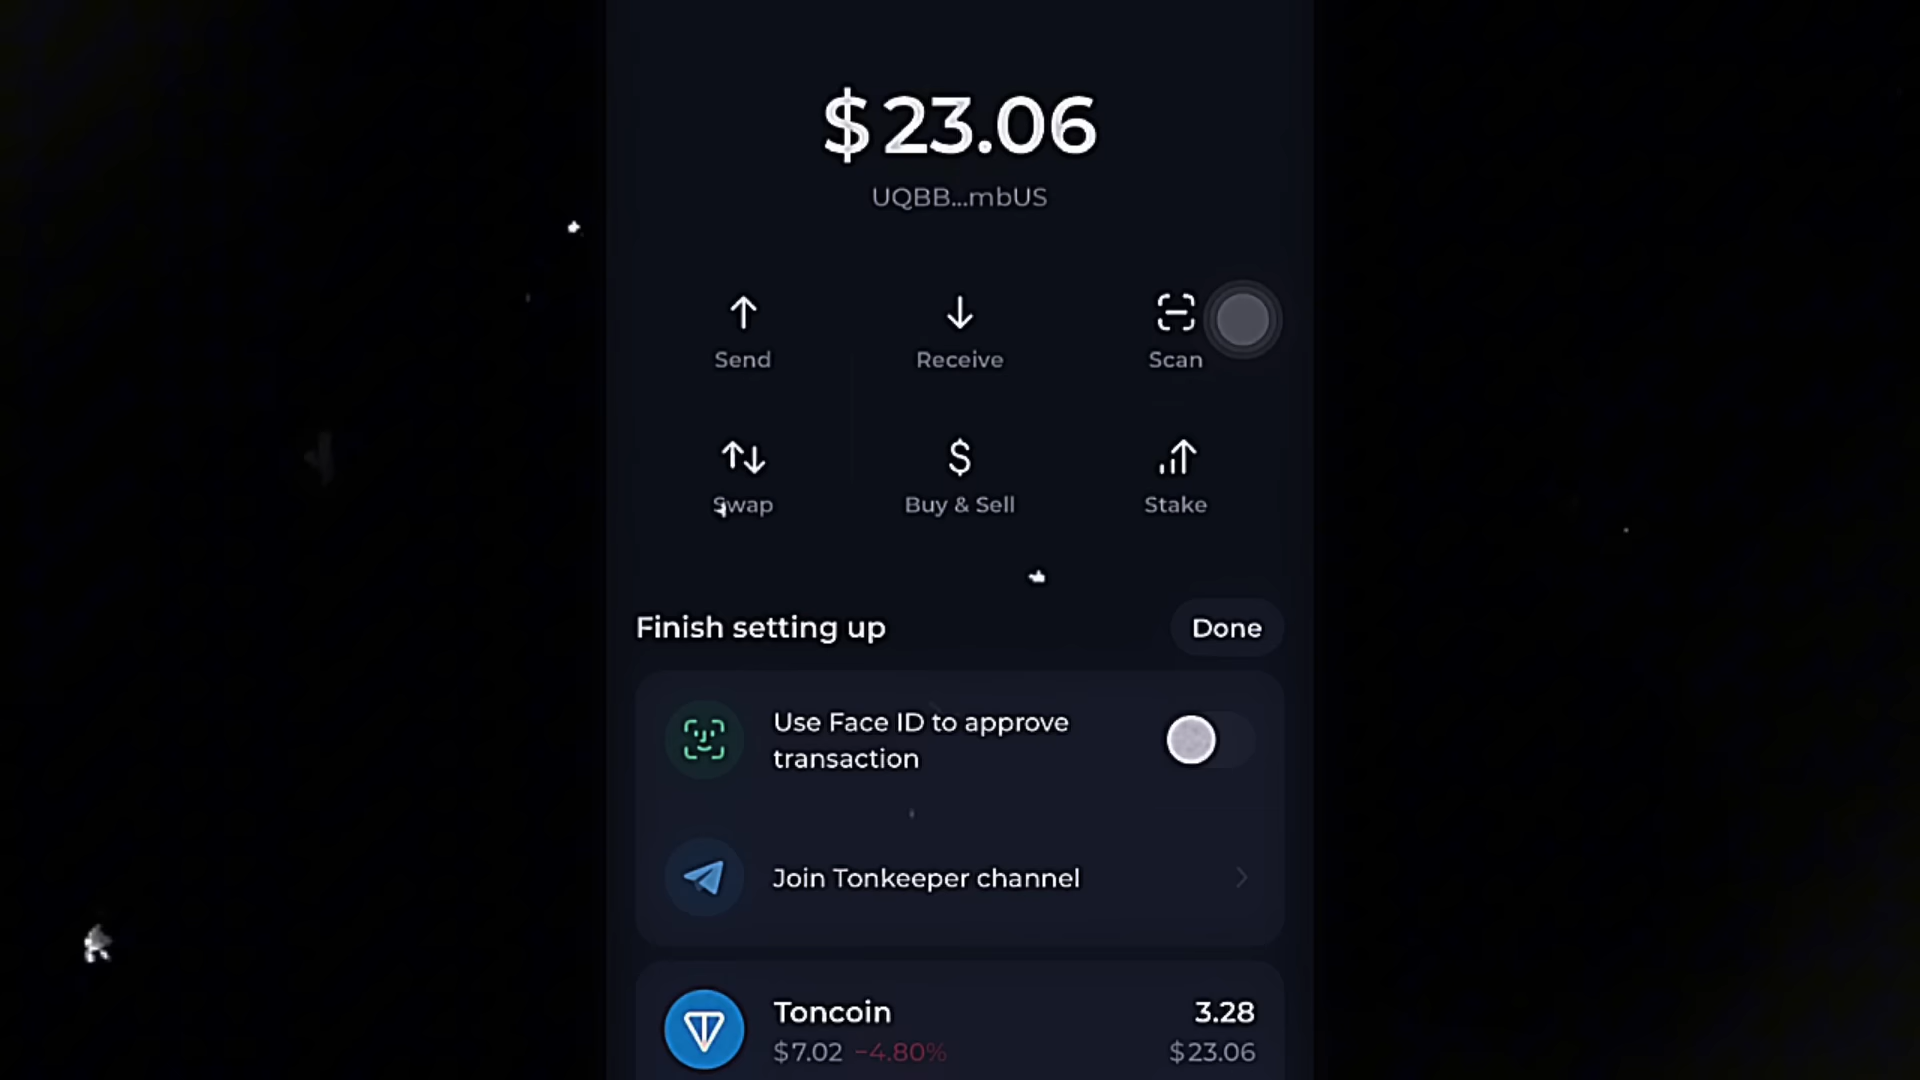 $23.06
UQBB...mbUS
Send
Receive
Scan
Swap
Buy & Sell
Stake
Finish setting up
Done
Use Face ID to approve
transaction
Join Tonkeeper channel
Toncoin
3.28
$7.02 −4.80%
$23.06